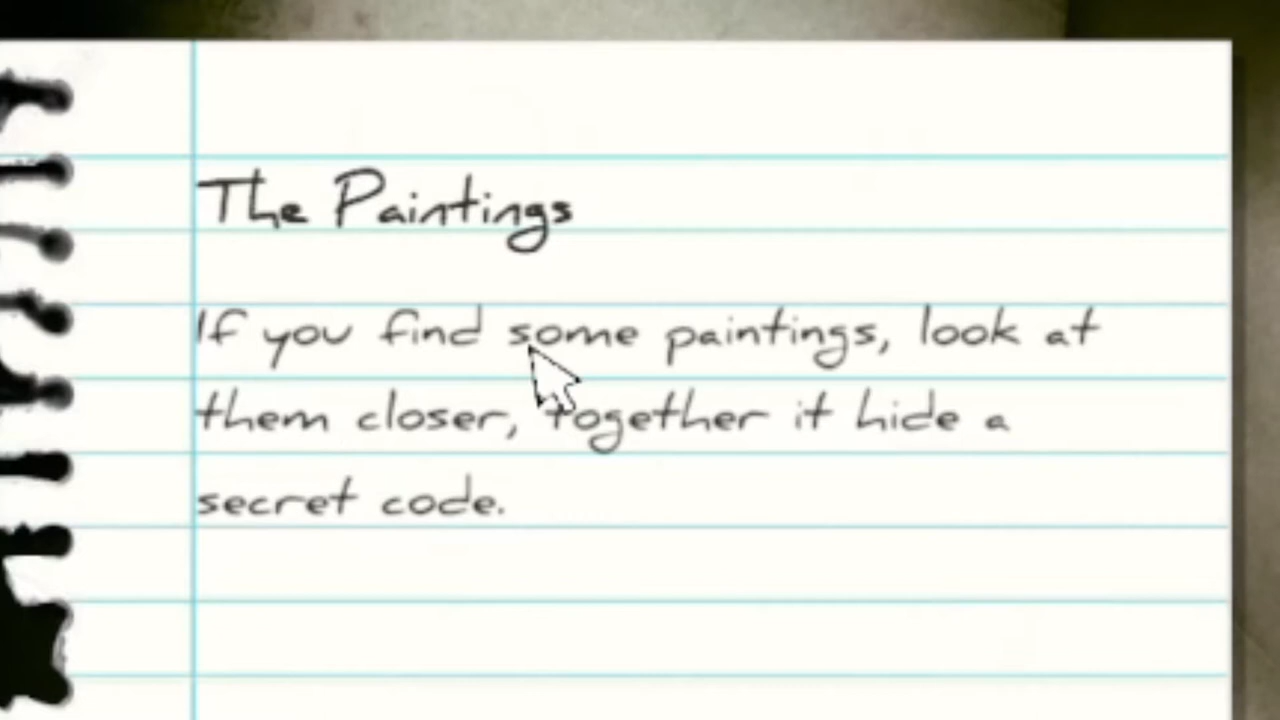 The Paintings
If you find some paintings, look at
them closer, together it hide a
secret code.